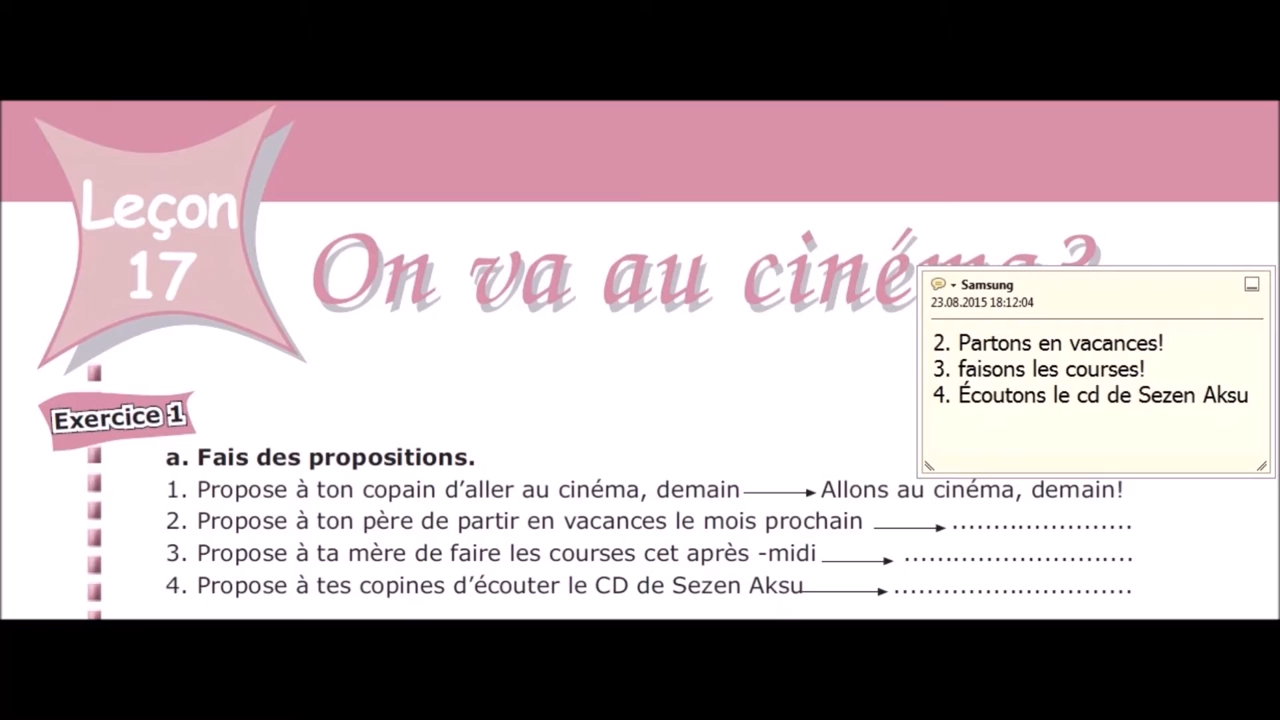 Leçon
17
On va au cinéma?
Samsung
23.08.2015 18:12:04
2. Partons en vacances!
3. faisons les courses!
4. Écoutons le cd de Sezen Aksu
Exercice 1
a. Fais des propositions.
1. Propose à ton copain d’aller au cinéma, demain Allons au cinéma, demain!
2. Propose à ton père de partir en vacances le mois prochain ......................
3. Propose à ta mère de faire les courses cet après -midi ............................
4. Propose à tes copines d’écouter le CD de Sezen Aksu .............................